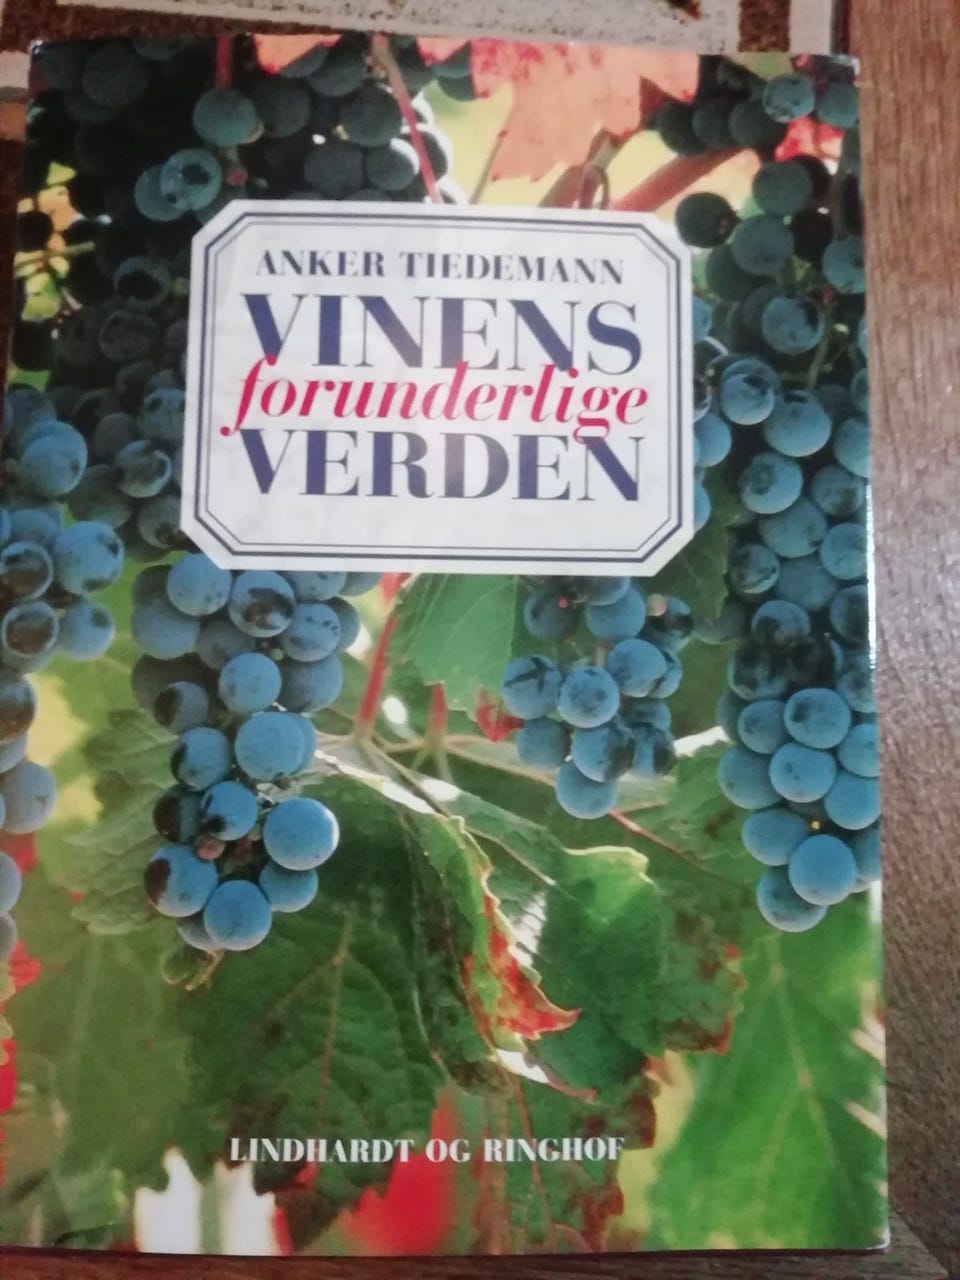 ANKER TIEDEMANN
VINENS
forunderlige
VERDEN
LINDHARDT OG RINGHOF